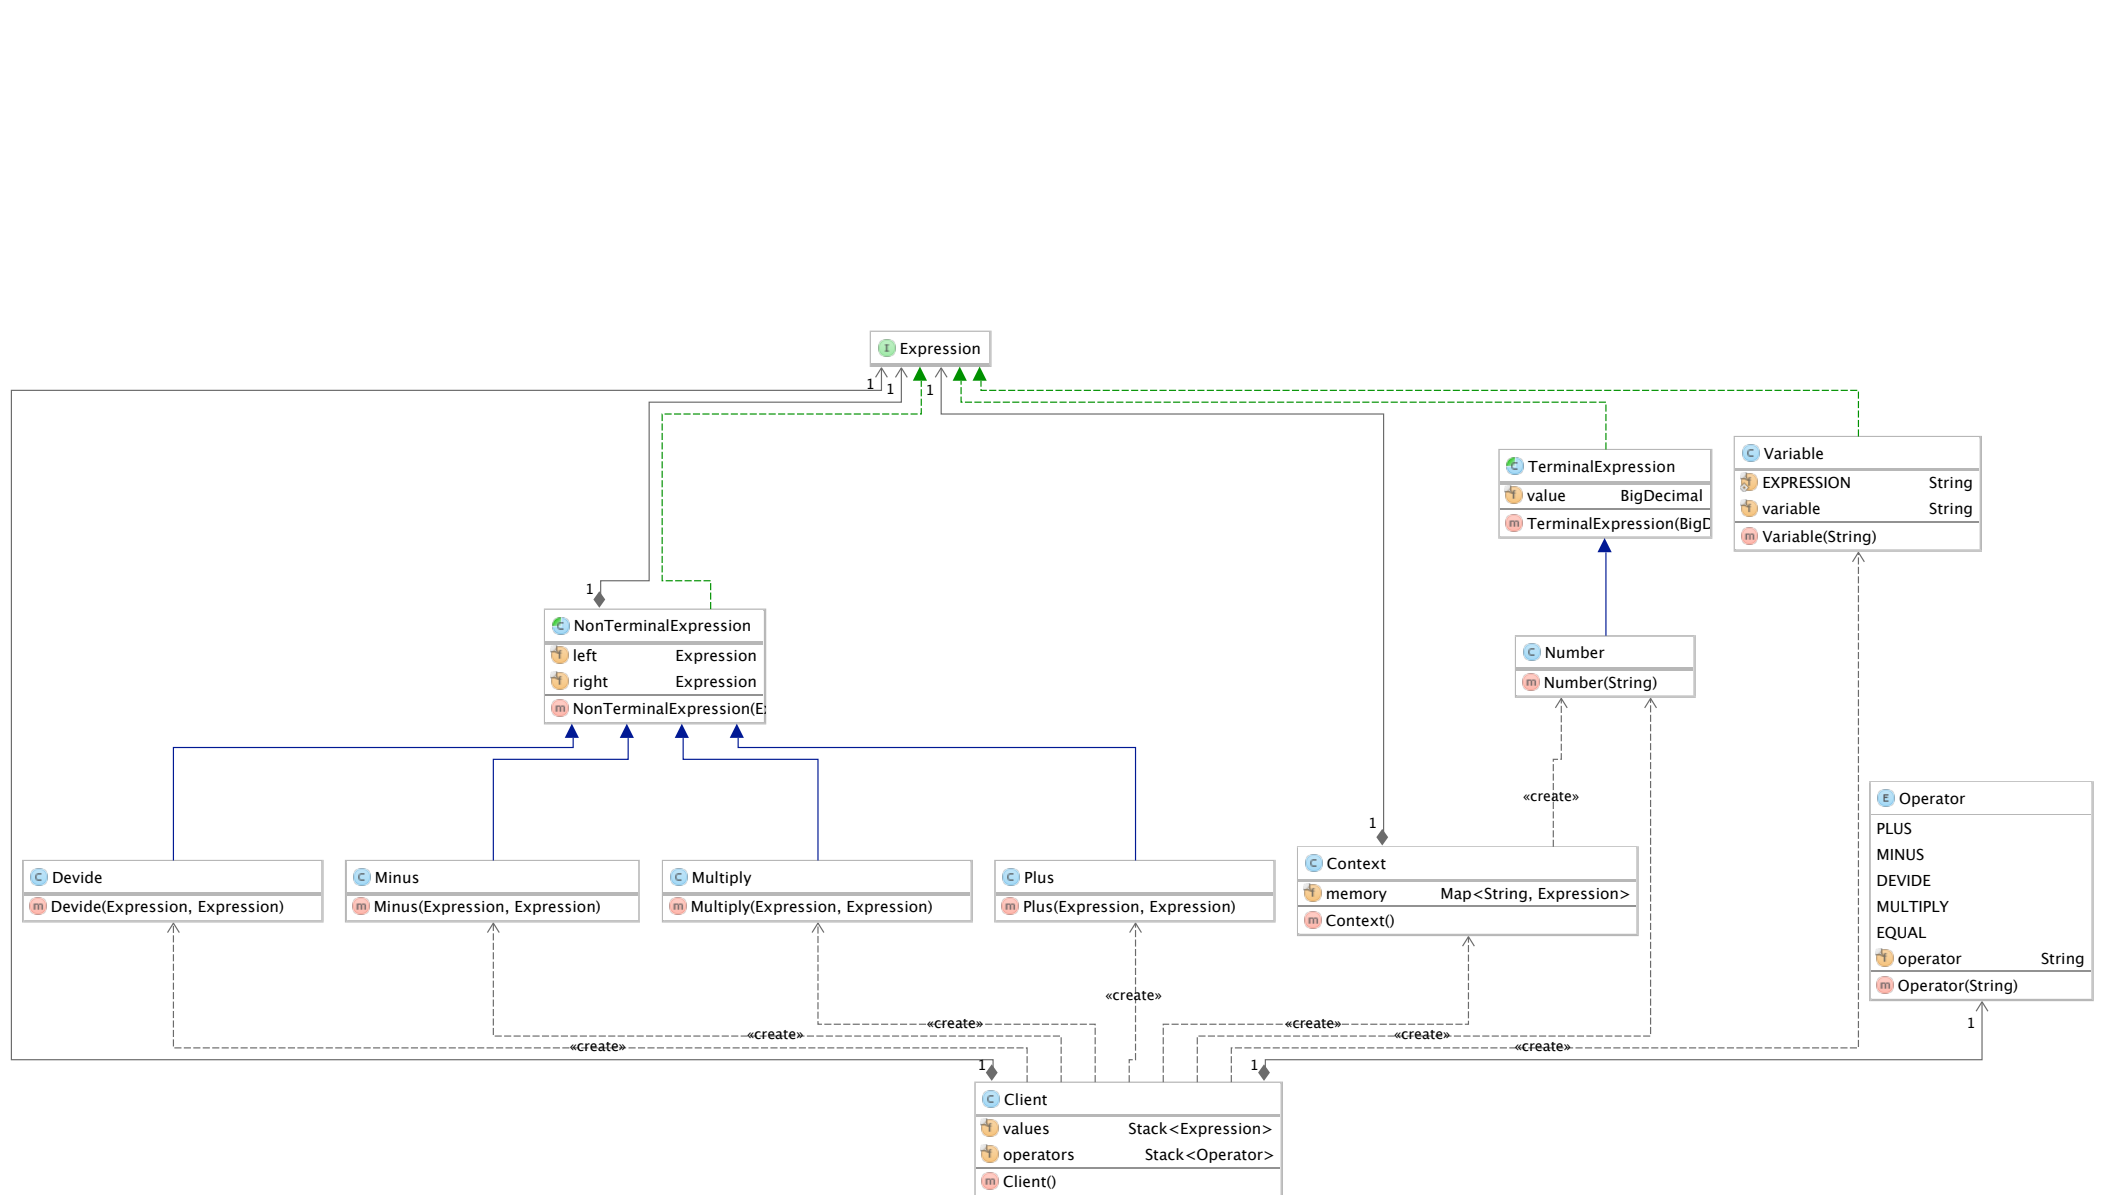 I Expression
1
1
1
C TerminalExpression
f value BigDecimal
m TerminalExpression(BigD
C Variable
f EXPRESSION String
f variable String
m Variable(String)
1
C NonTerminalExpression
f left Expression
f right Expression
m NonTerminalExpression(E
C Number
m Number(String)
«create»
E Operator
PLUS
MINUS
DEVIDE
MULTIPLY
EQUAL
f operator String
m Operator(String)
1
C Devide
m Devide(Expression, Expression)
C Minus
m Minus(Expression, Expression)
C Multiply
m Multiply(Expression, Expression)
C Plus
m Plus(Expression, Expression)
1
C Context
f memory Map<String, Expression>
m Context()
«create»
«create»
«create»
«create»
«create»
«create»
«create»
1
1
C Client
f values Stack<Expression>
f operators Stack<Operator>
m Client()